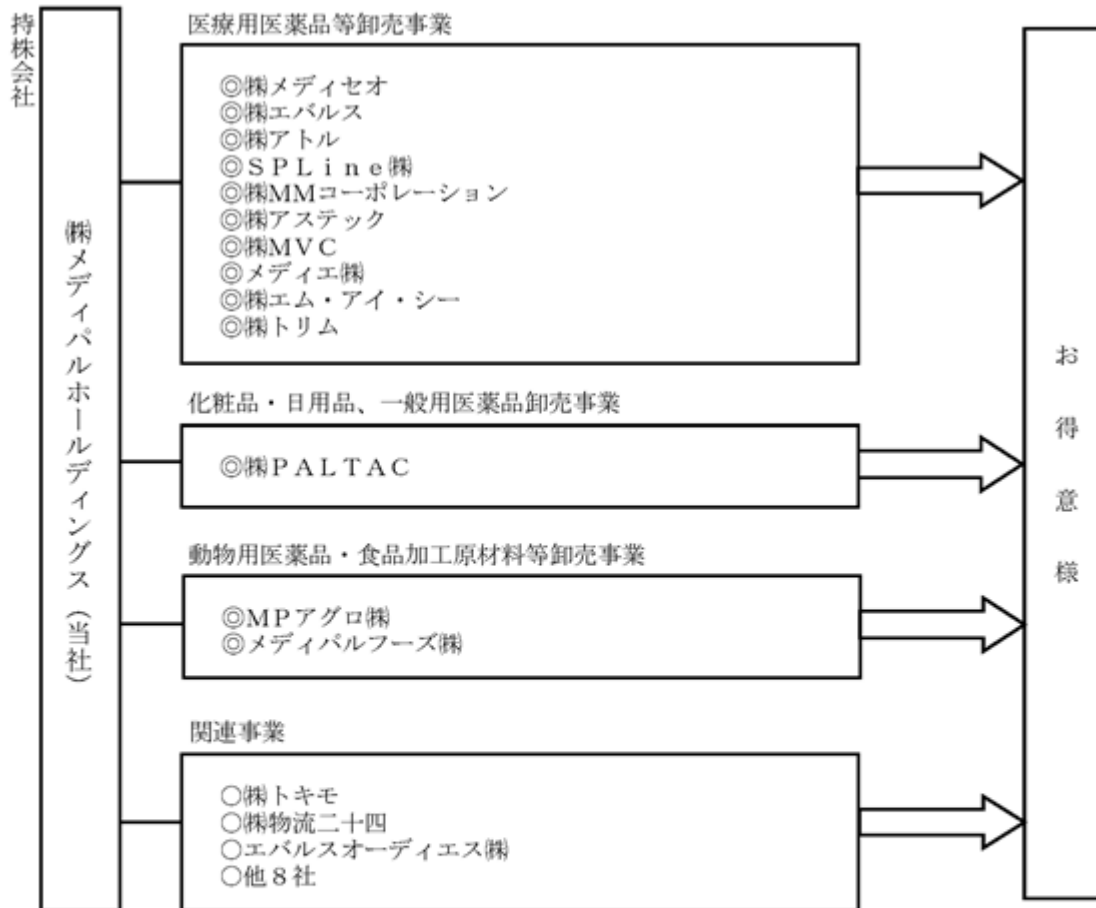 持株会社
㈱メディパルホールディングス(当社)
医療用医薬品等卸売事業
◎㈱メディセオ
◎㈱エバルス
◎㈱アトル
◎ＳＰＬｉｎｅ㈱
◎㈱MMコーポレーション
◎㈱アステック
◎㈱ＭＶＣ
◎メディエ㈱
◎㈱エム・アイ・シー
◎㈱トリム
化粧品・日用品、一般用医薬品卸売事業
◎㈱ＰＡＬＴＡＣ
動物用医薬品・食品加工原材料等卸売事業
◎MPアグロ㈱
◎メディパルフーズ㈱
関連事業
○㈱トキモ
○㈱物流二十四
○エバルスオーディエス㈱
○他８社
お得意様